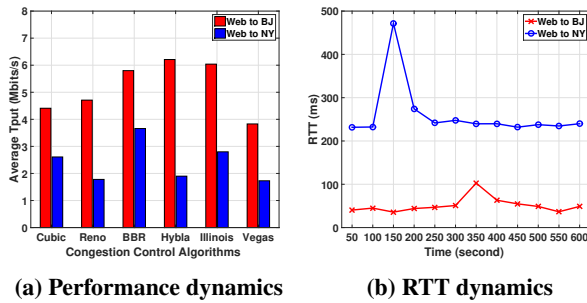 Web to BJ
Web to NY
Average Tput (Mbits/s)
8
7
6
5
4
3
2
1
0
Cubic Reno BBR Hybla Illinois Vegas
Congestion Control Algorithms
(a) Performance dynamics
Web to BJ
Web to NY
RTT (ms)
500
400
300
200
100
0
50 100 150 200 250 300 350 400 450 500 550 600
Time (second)
(b) RTT dynamics